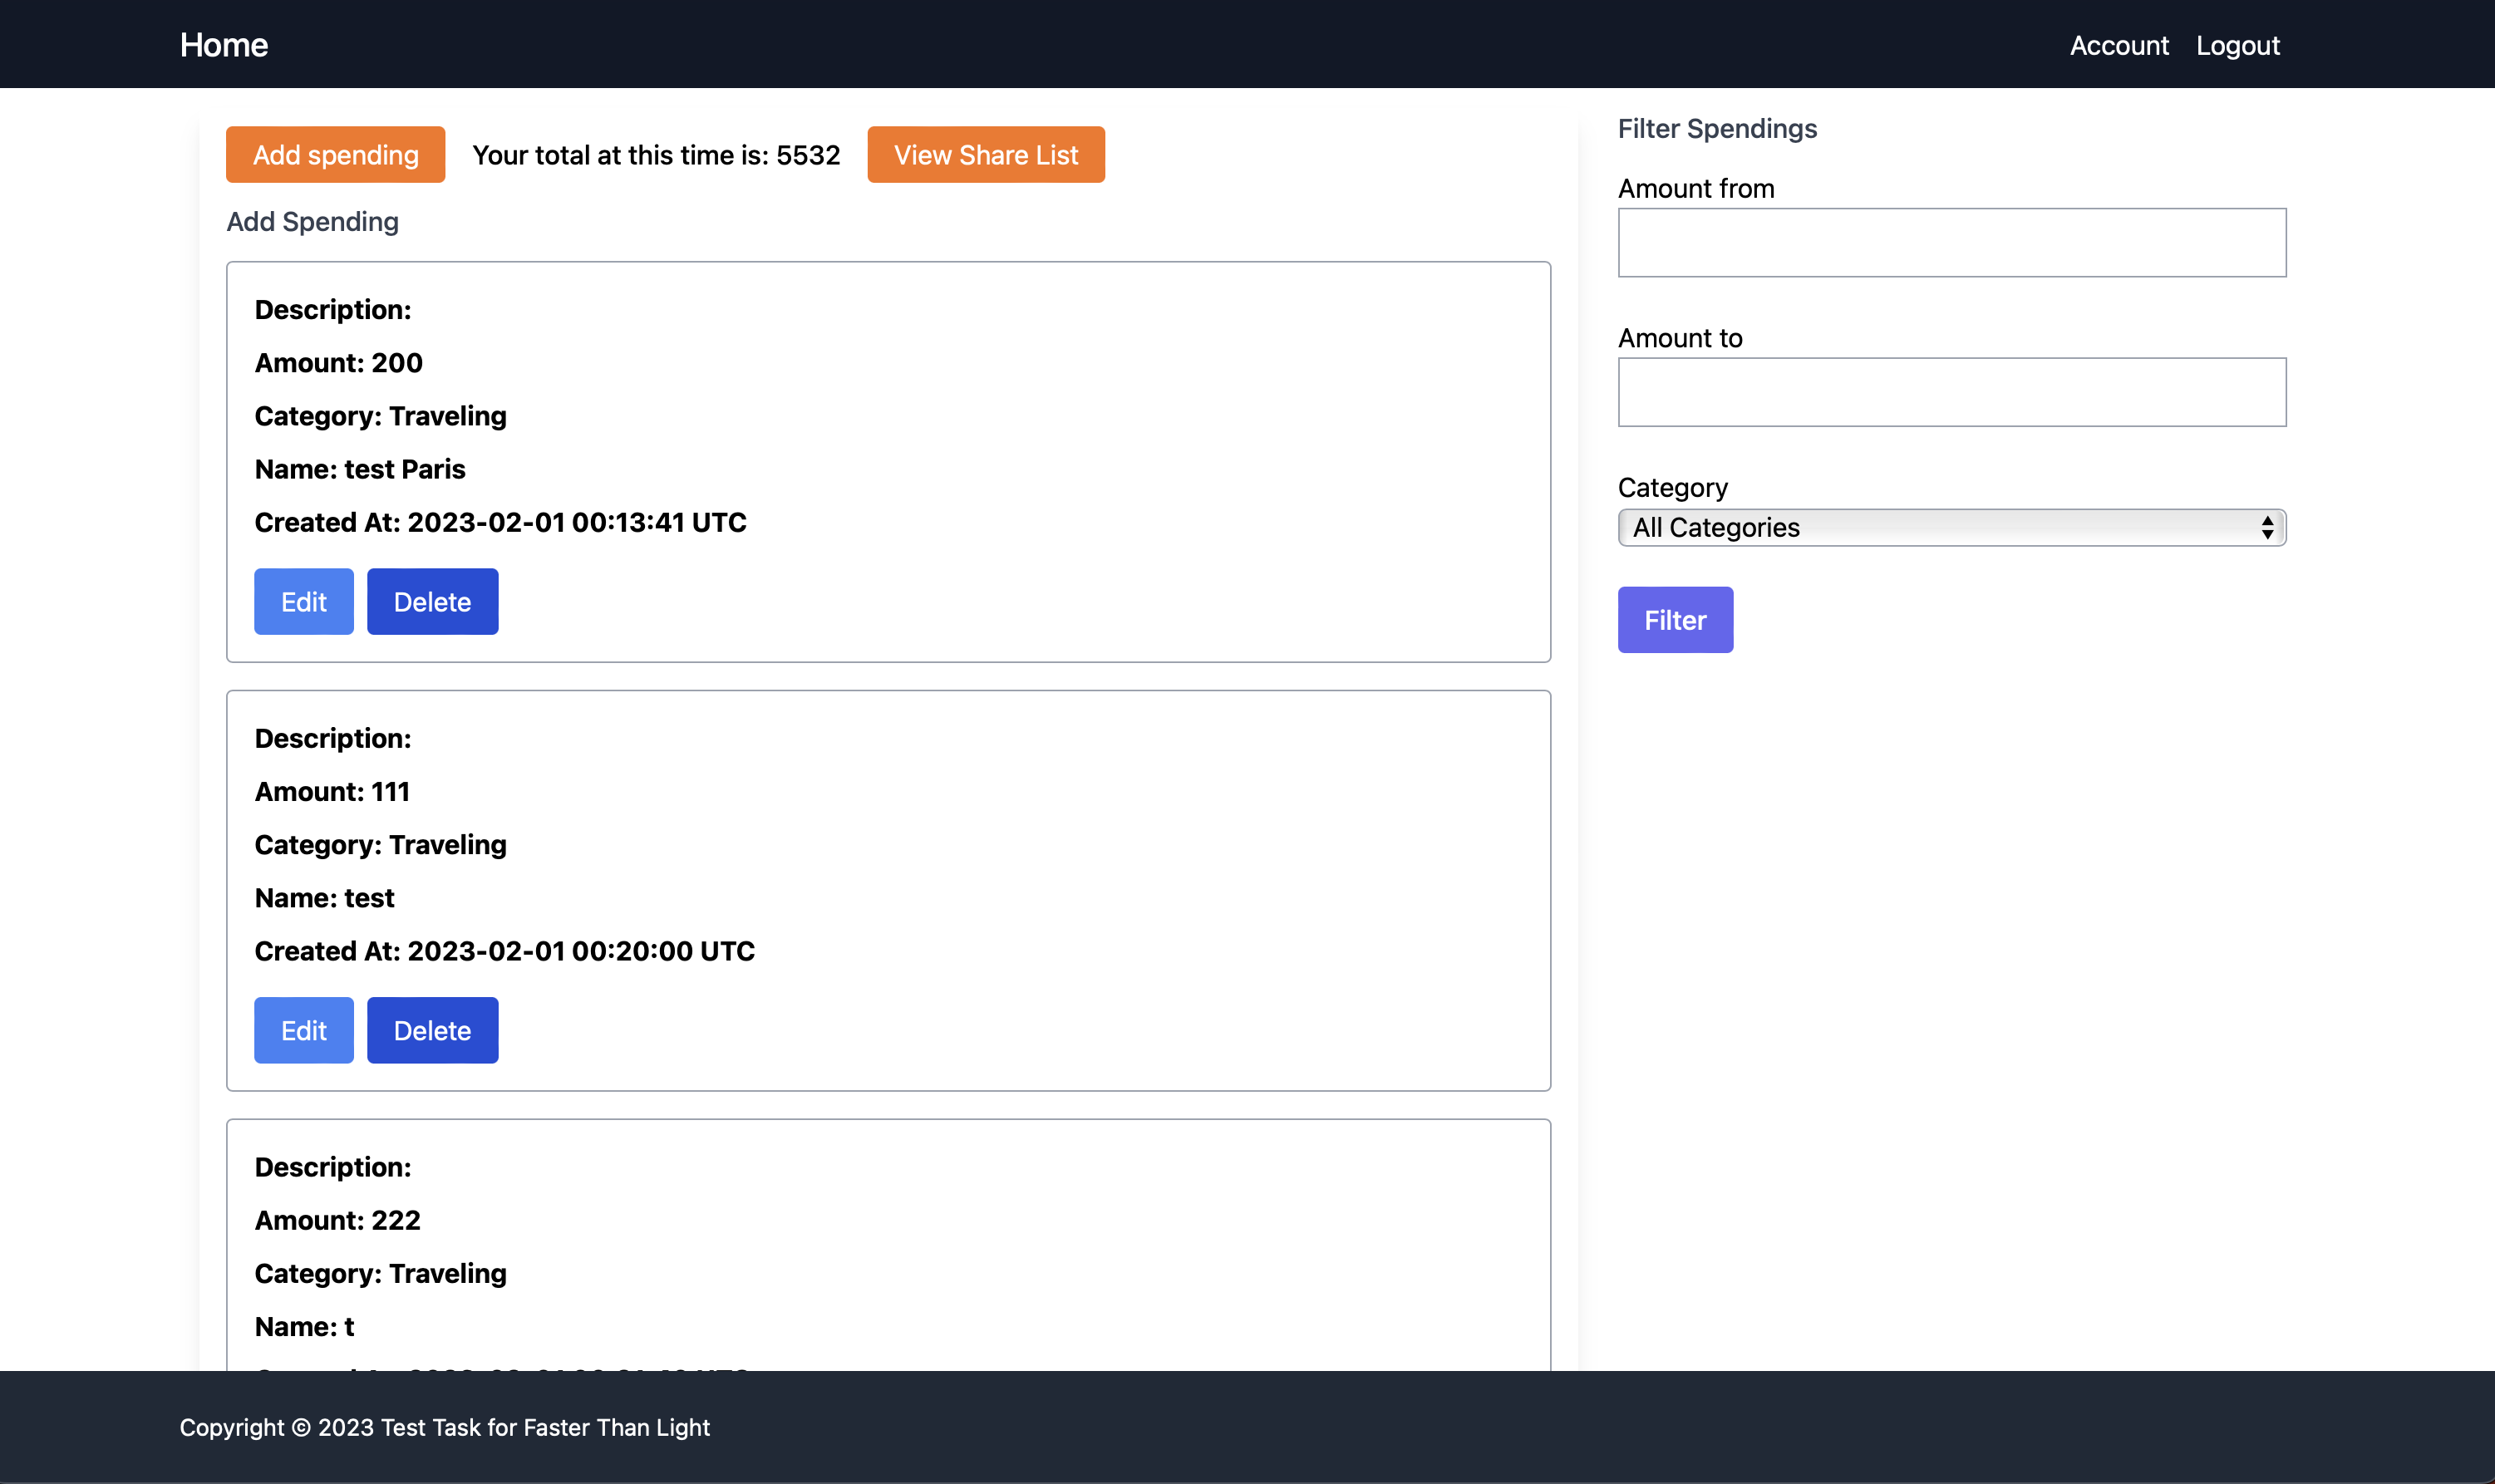 Home
Account Logout
Add spending Your total at this time is: 5532 View Share List
Add Spending
Description:
Amount: 200
Category: Traveling
Name: test Paris
Created At: 2023-02-01 00:13:41 UTC
Edit Delete
Description:
Amount: 111
Category: Traveling
Name: test
Created At: 2023-02-01 00:20:00 UTC
Edit Delete
Description:
Amount: 222
Category: Traveling
Name: t
Filter Spendings
Amount from
Amount to
Category
All Categories
Filter
Copyright © 2023 Test Task for Faster Than Light